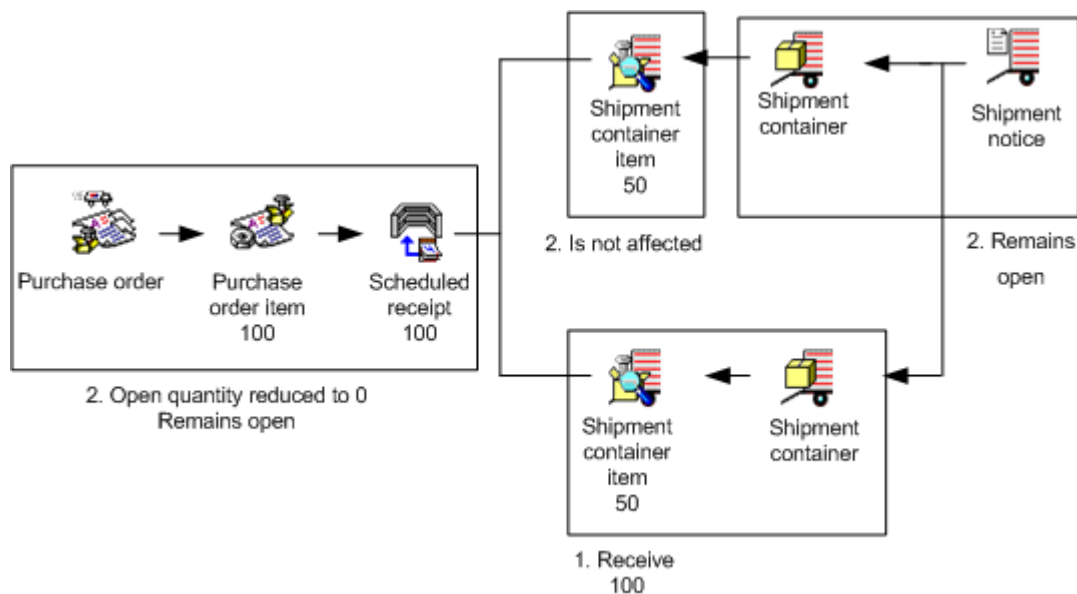 Shipment
container
item
50
Shipment
container
Shipment
notice
2. Is not affected
2. Remains
open
Purchase order
Purchase
order item
100
Scheduled
receipt
100
2. Open quantity reduced to 0
Remains open
Shipment
container
item
50
Shipment
container
1. Receive
100